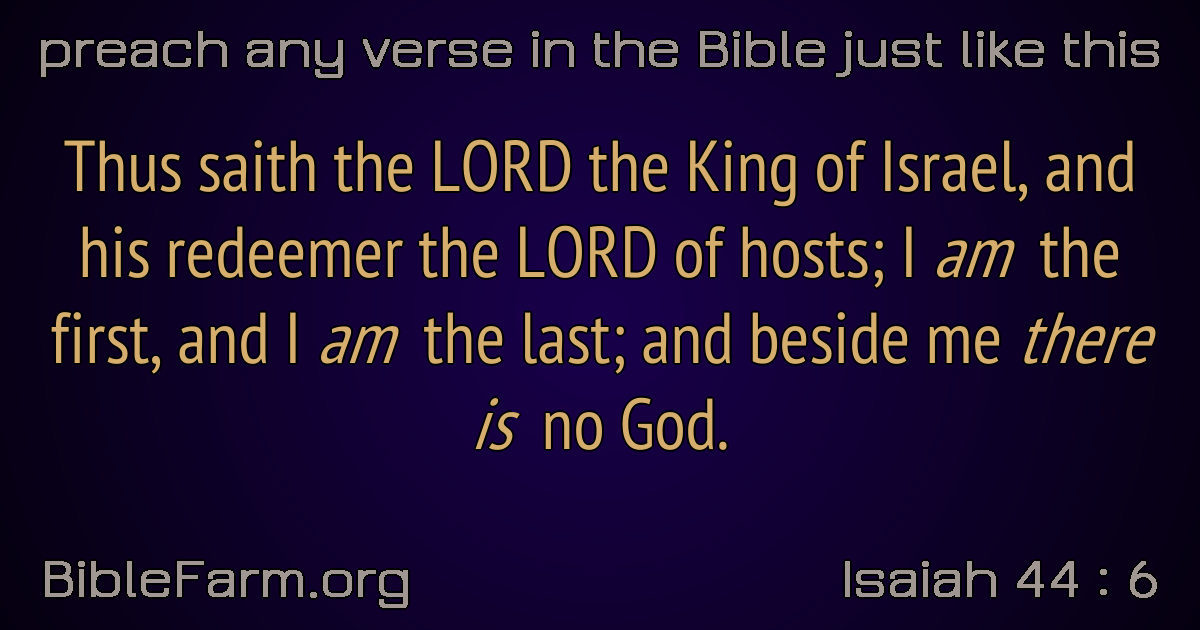 preach any verse in the Bible just like this
Thus saith the LORD the King of Israel, and
his redeemer the LORD of hosts; I am the
first, and I am the last; and beside me there
is no God.
BibleFarm.org
Isaiah 44 : 6